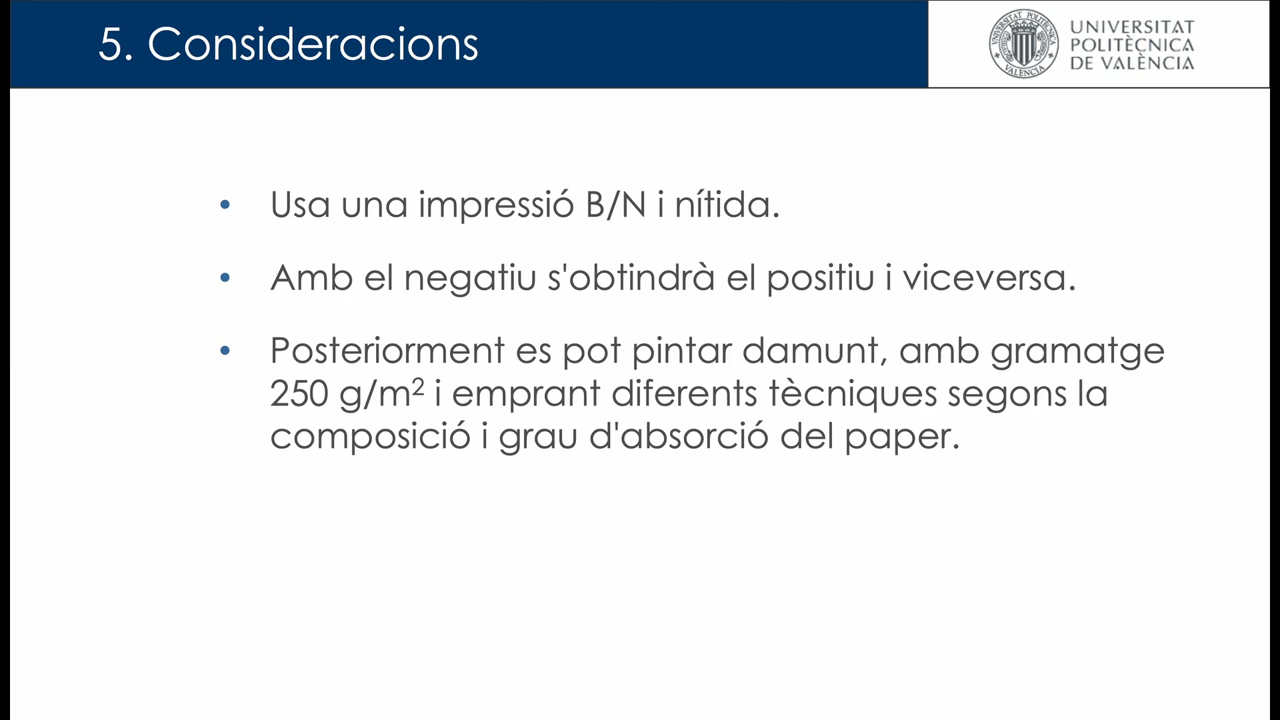 5. Consideracions
UNIVERSITAT
POLITÈCNICA
DE VALÈNCIA
• Usa una impressió B/N i nítida.
• Amb el negatiu s'obtindrà el positiu i viceversa.
• Posteriorment es pot pintar damunt, amb gramatge
250 g/m² i emprant diferents tècniques segons la
composició i grau d'absorció del paper.